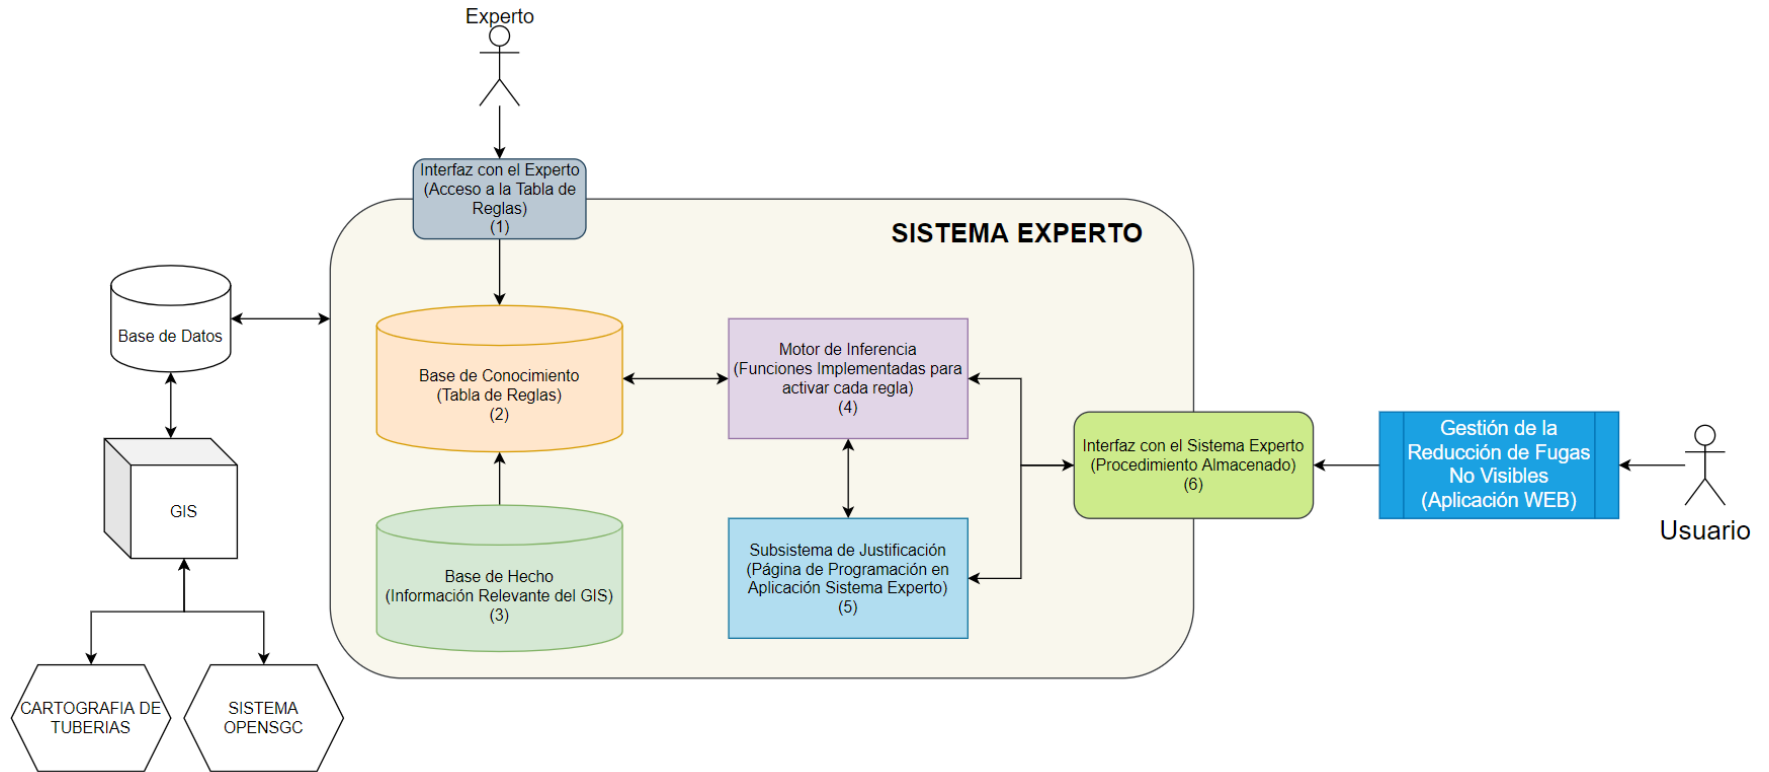 Experto
Interfaz con el Experto
(Acceso a la Tabla de
Reglas)
(1)
SISTEMA EXPERTO
Base de Datos
Base de Conocimiento
(Tabla de Reglas)
(2)
Motor de Inferencia
(Funciones Implementadas para
activar cada regla)
(4)
Interfaz con el Sistema Experto
(Procedimiento Almacenado)
(6)
Gestión de la
Reducción de Fugas
No Visibles
(Aplicación WEB)
Usuario
GIS
Base de Hecho
(Información Relevante del GIS)
(3)
Subsistema de Justificación
(Página de Programación en
Aplicación Sistema Experto)
(5)
CARTOGRAFIA DE
TUBERIAS
SISTEMA
OPENSGC